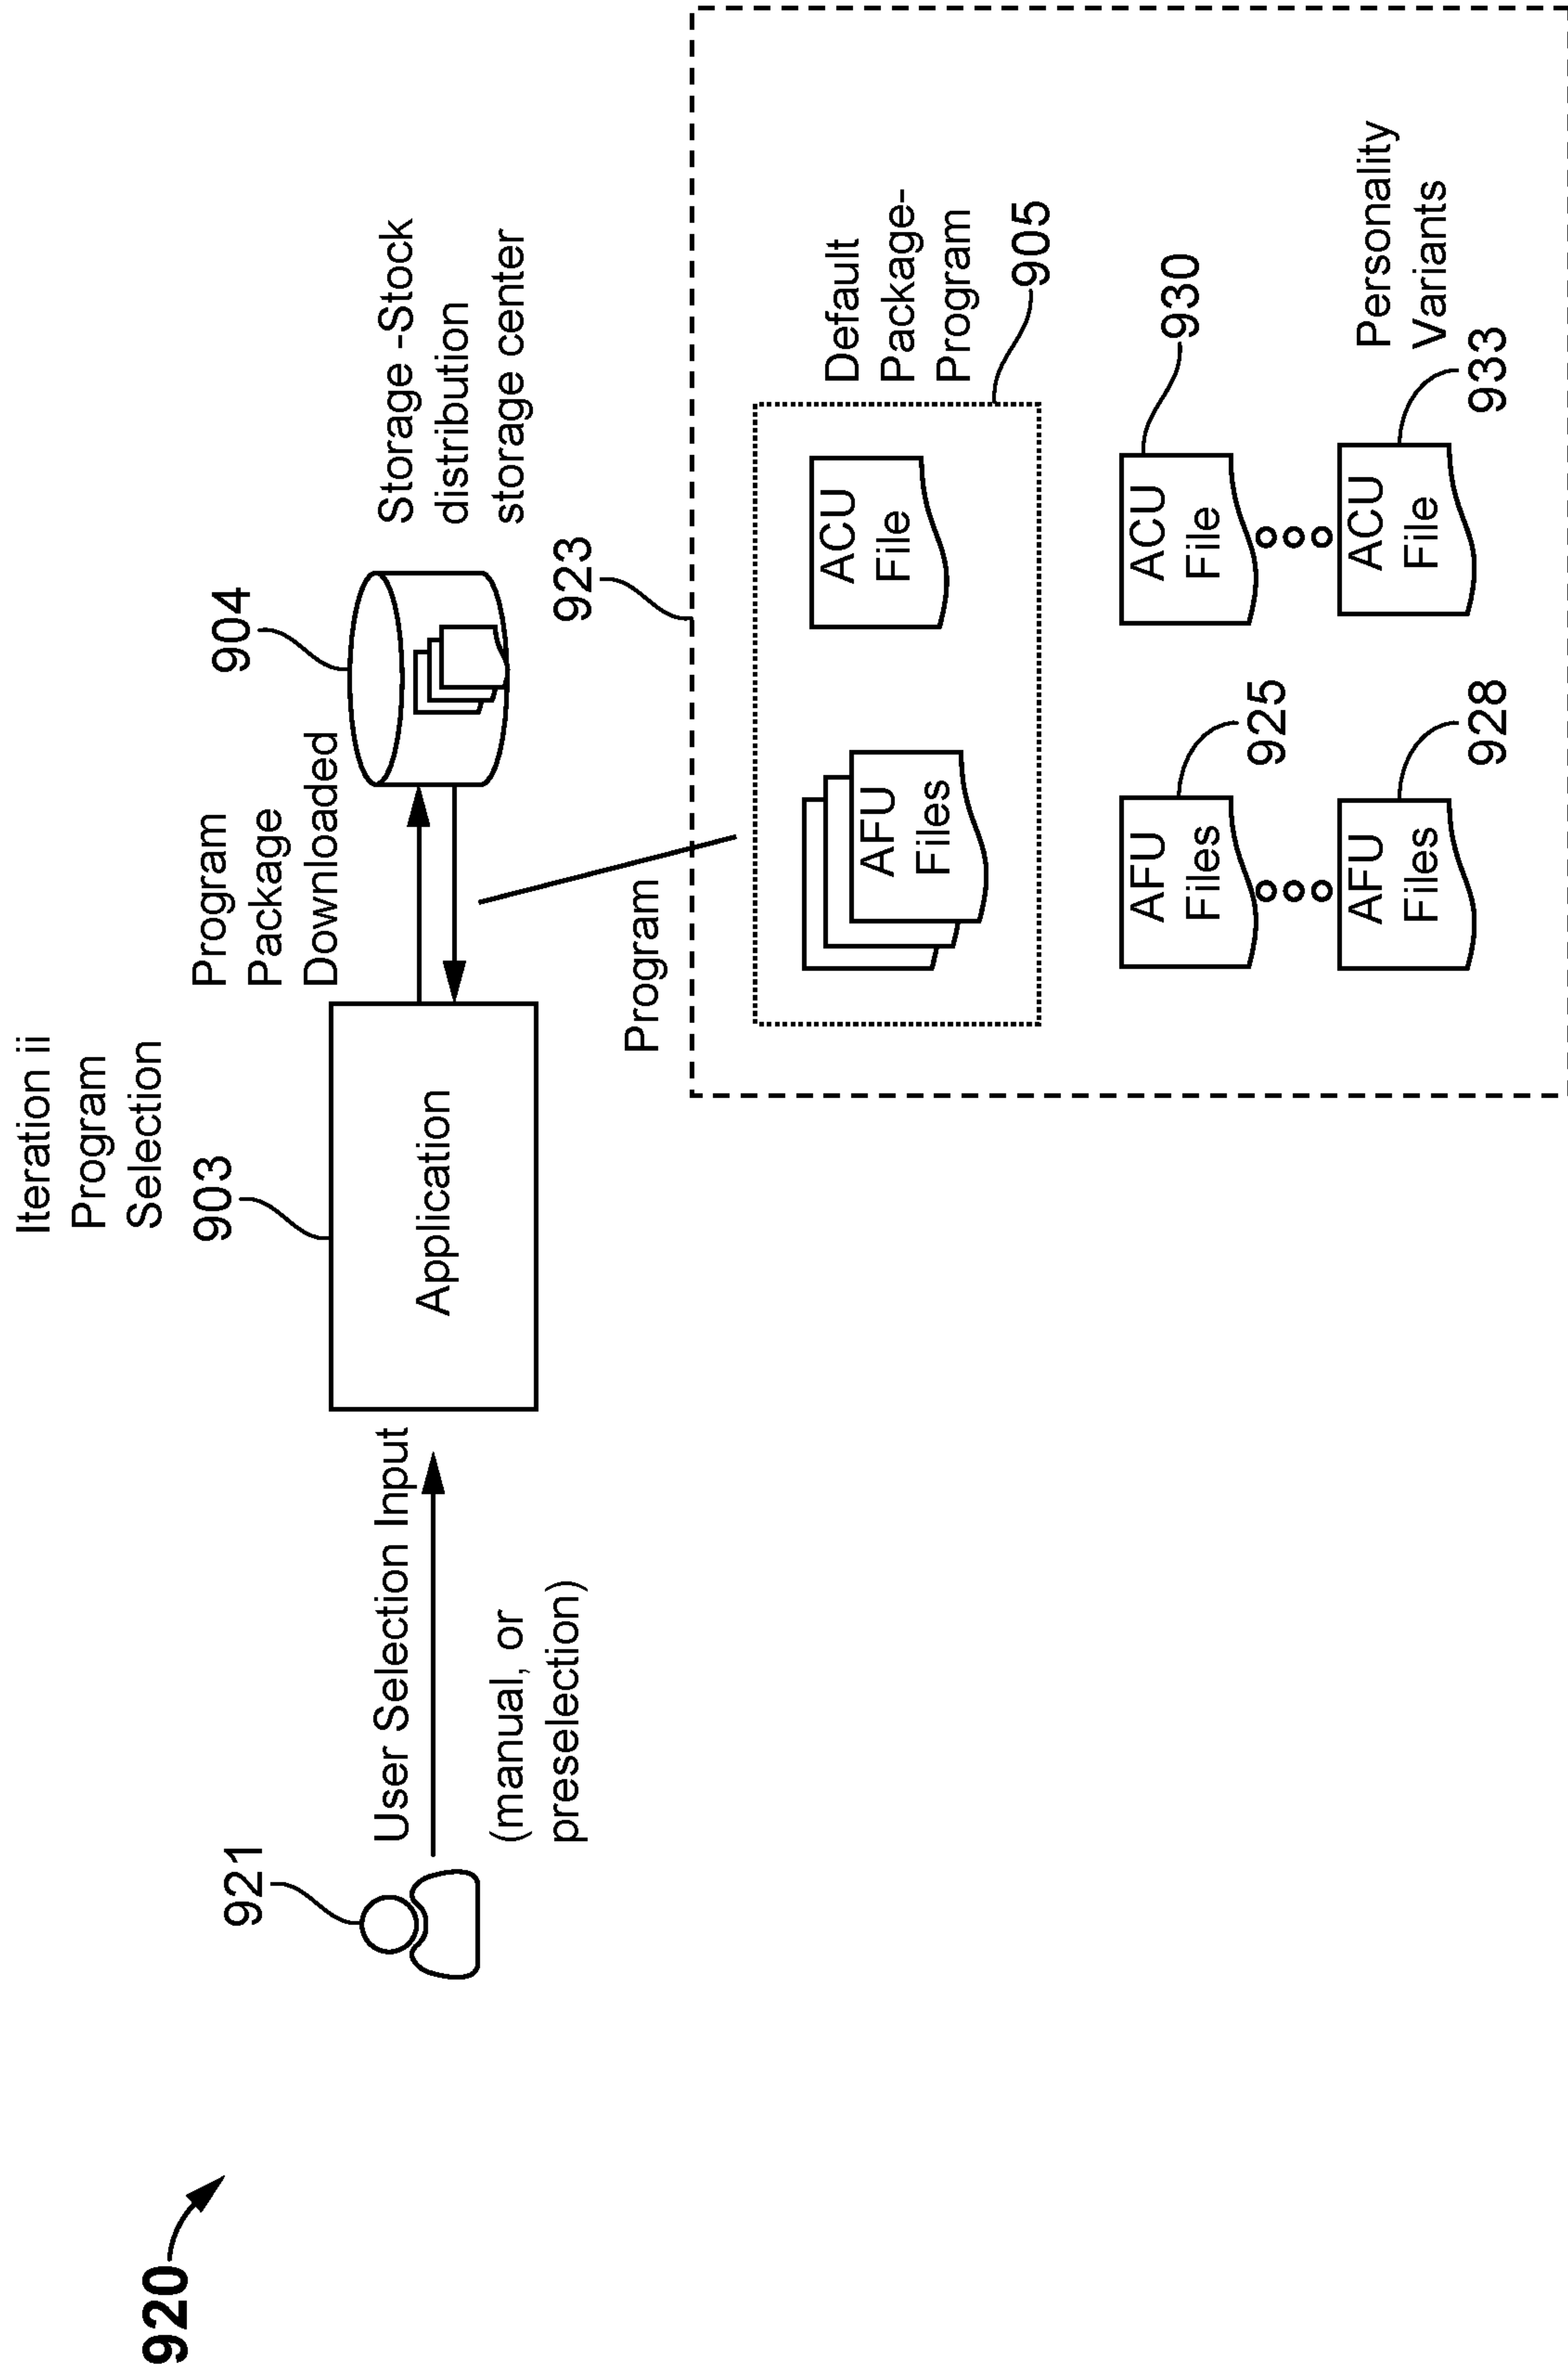 920
921
User Selection Input
(manual, or
preselection)
Iteration ii
Program
Selection
903
Application
Program
Package
Downloaded
904
Storage -Stock
distribution
storage center
923
Program
AFU
Files
ACU
File
Default
Package-
Program
905
AFU
Files
925
ACU
File
930
AFU
Files
928
ACU
File
933
Personality
Variants